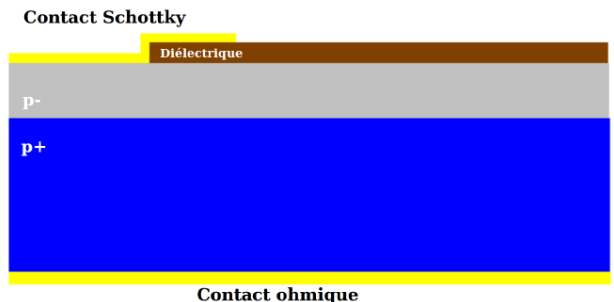 Contact Schottky
Diélectrique
p-
p+
Contact ohmique